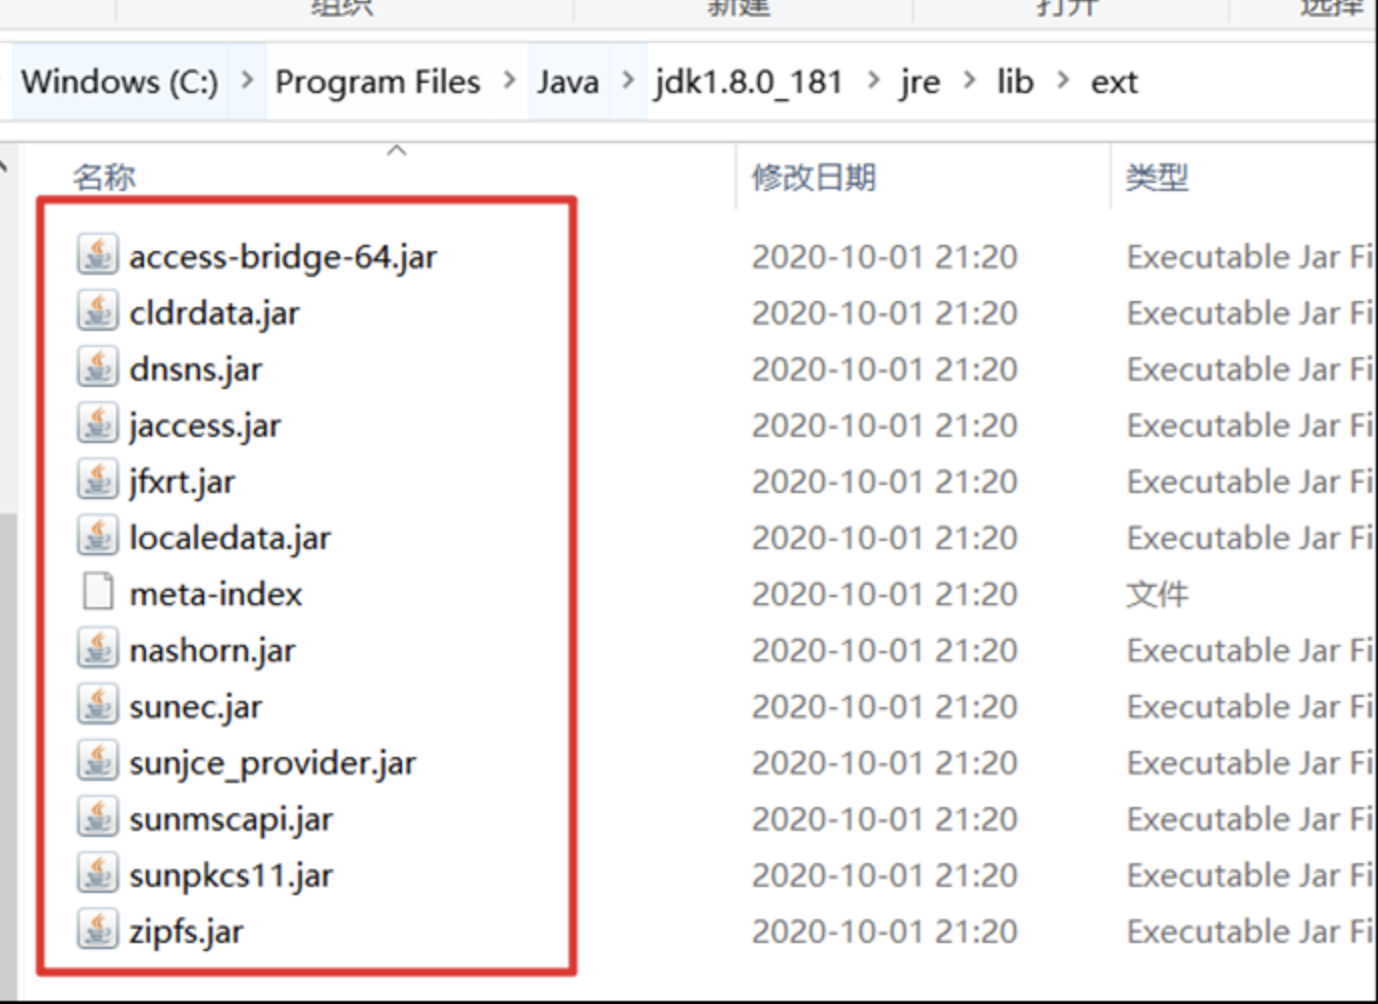 组织 新建 打开 选择
Windows (C:) > Program Files > Java > jdk1.8.0_181 > jre > lib > ext
名称 修改日期 类型
access-bridge-64.jar 2020-10-01 21:20 Executable Jar Fi
cldrdata.jar 2020-10-01 21:20 Executable Jar Fi
dnsns.jar 2020-10-01 21:20 Executable Jar Fi
jaccess.jar 2020-10-01 21:20 Executable Jar Fi
jfxrt.jar 2020-10-01 21:20 Executable Jar Fi
localedata.jar 2020-10-01 21:20 Executable Jar Fi
meta-index 2020-10-01 21:20 文件
nashorn.jar 2020-10-01 21:20 Executable Jar Fi
sunec.jar 2020-10-01 21:20 Executable Jar Fi
sunjce_provider.jar 2020-10-01 21:20 Executable Jar Fi
sunmscapi.jar 2020-10-01 21:20 Executable Jar Fi
sunpkcs11.jar 2020-10-01 21:20 Executable Jar Fi
zipfs.jar 2020-10-01 21:20 Executable Jar Fi